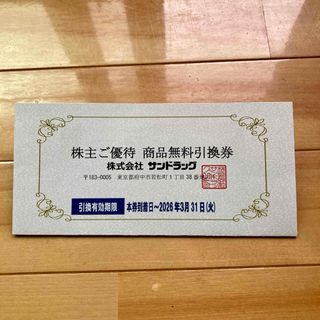 株主ご優待 商品無料引換券
株式会社 サンドラッグ
〒183-0005 東京都府中市若松町1丁目38番地
引換有効期限 本券到着日〜2026年3月31日(火)